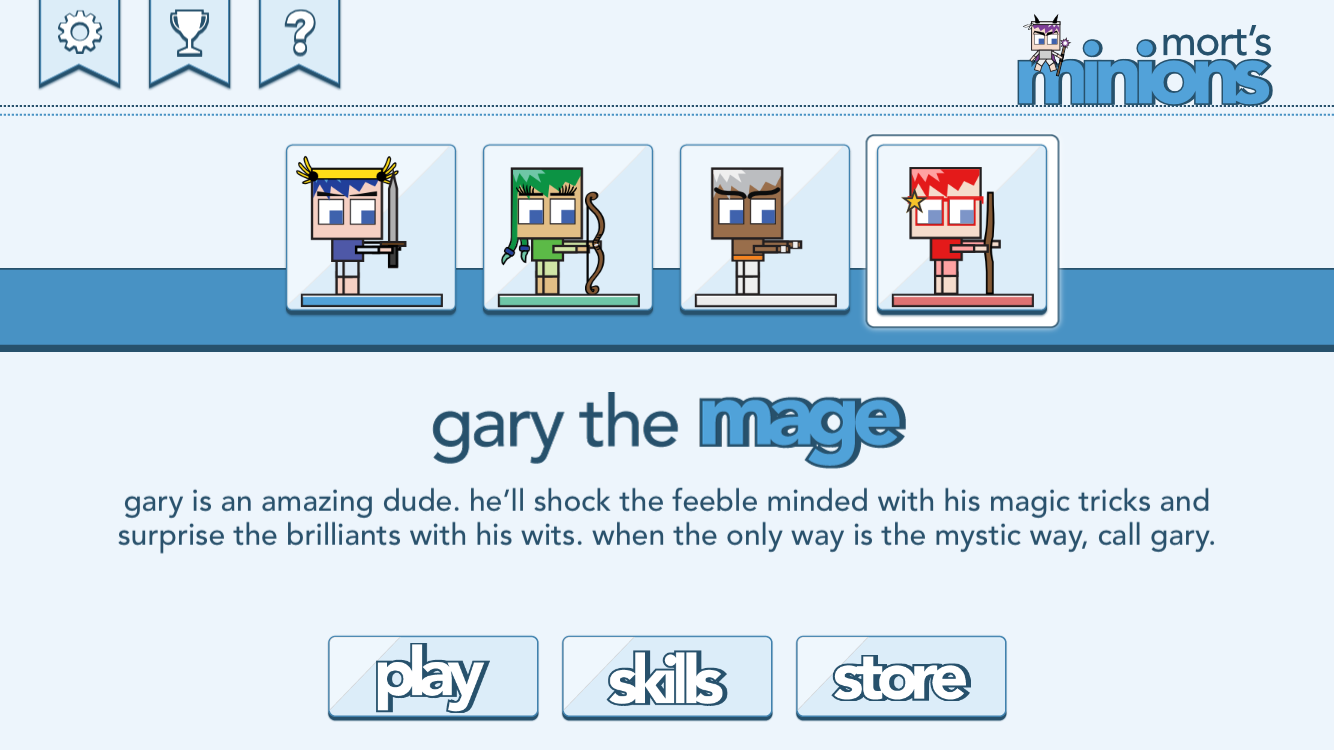 mort's
minions
gary the mage
gary is an amazing dude. he'll shock the feeble minded with his magic tricks and
surprise the brilliants with his wits. when the only way is the mystic way, call gary.
play
skills
store